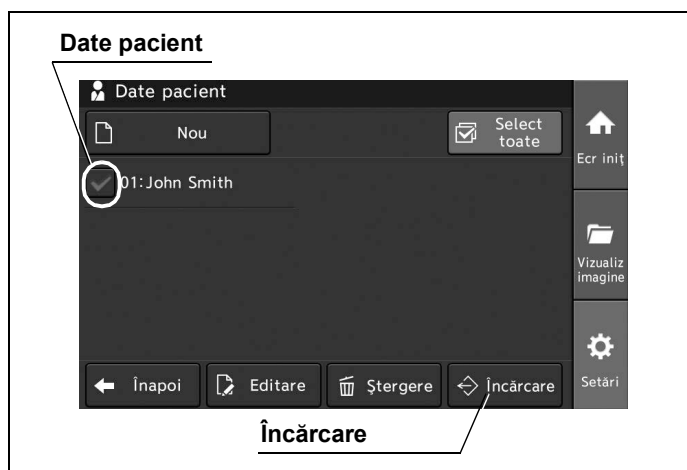 Date pacient
Date pacient
Nou
Select
toate
Ecr iniț
01:John Smith
Vizualiz
imagine
Înapoi
Editare
Ștergere
Încărcare
Setări
Încărcare